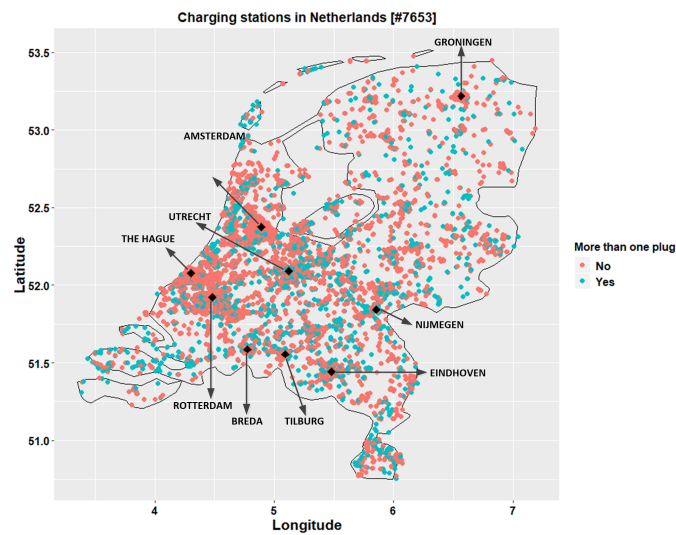 Charging stations in Netherlands [#7653]
GRONINGEN
53.5
53.0
AMSTERDAM
52.5
UTRECHT
THE HAGUE
Latitude
More than one plug
No
Yes
52.0
NIJMEGEN
51.5
EINDHOVEN
ROTTERDAM
BREDA
TILBURG
51.0
4 5 6 7
Longitude